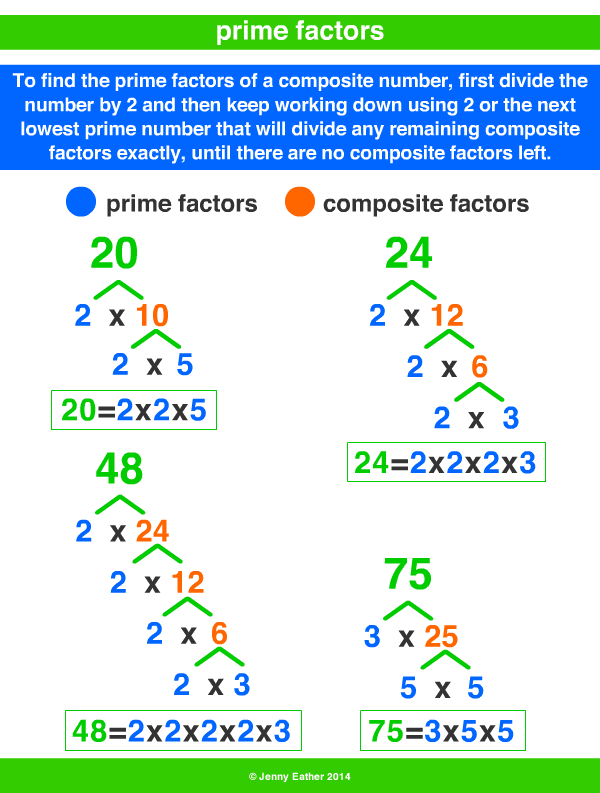 prime factors
To find the prime factors of a composite number, first divide the
number by 2 and then keep working down using 2 or the next
lowest prime number that will divide any remaining composite
factors exactly, until there are no composite factors left.
prime factors
composite factors
20
2 x 10
2 x 5
20=2x2x5
24
2 x 12
2 x 6
2 x 3
24=2x2x2x3
48
2 x 24
2 x 12
2 x 6
2 x 3
48=2x2x2x2x3
75
3 x 25
5 x 5
75=3x5x5
© Jenny Eather 2014